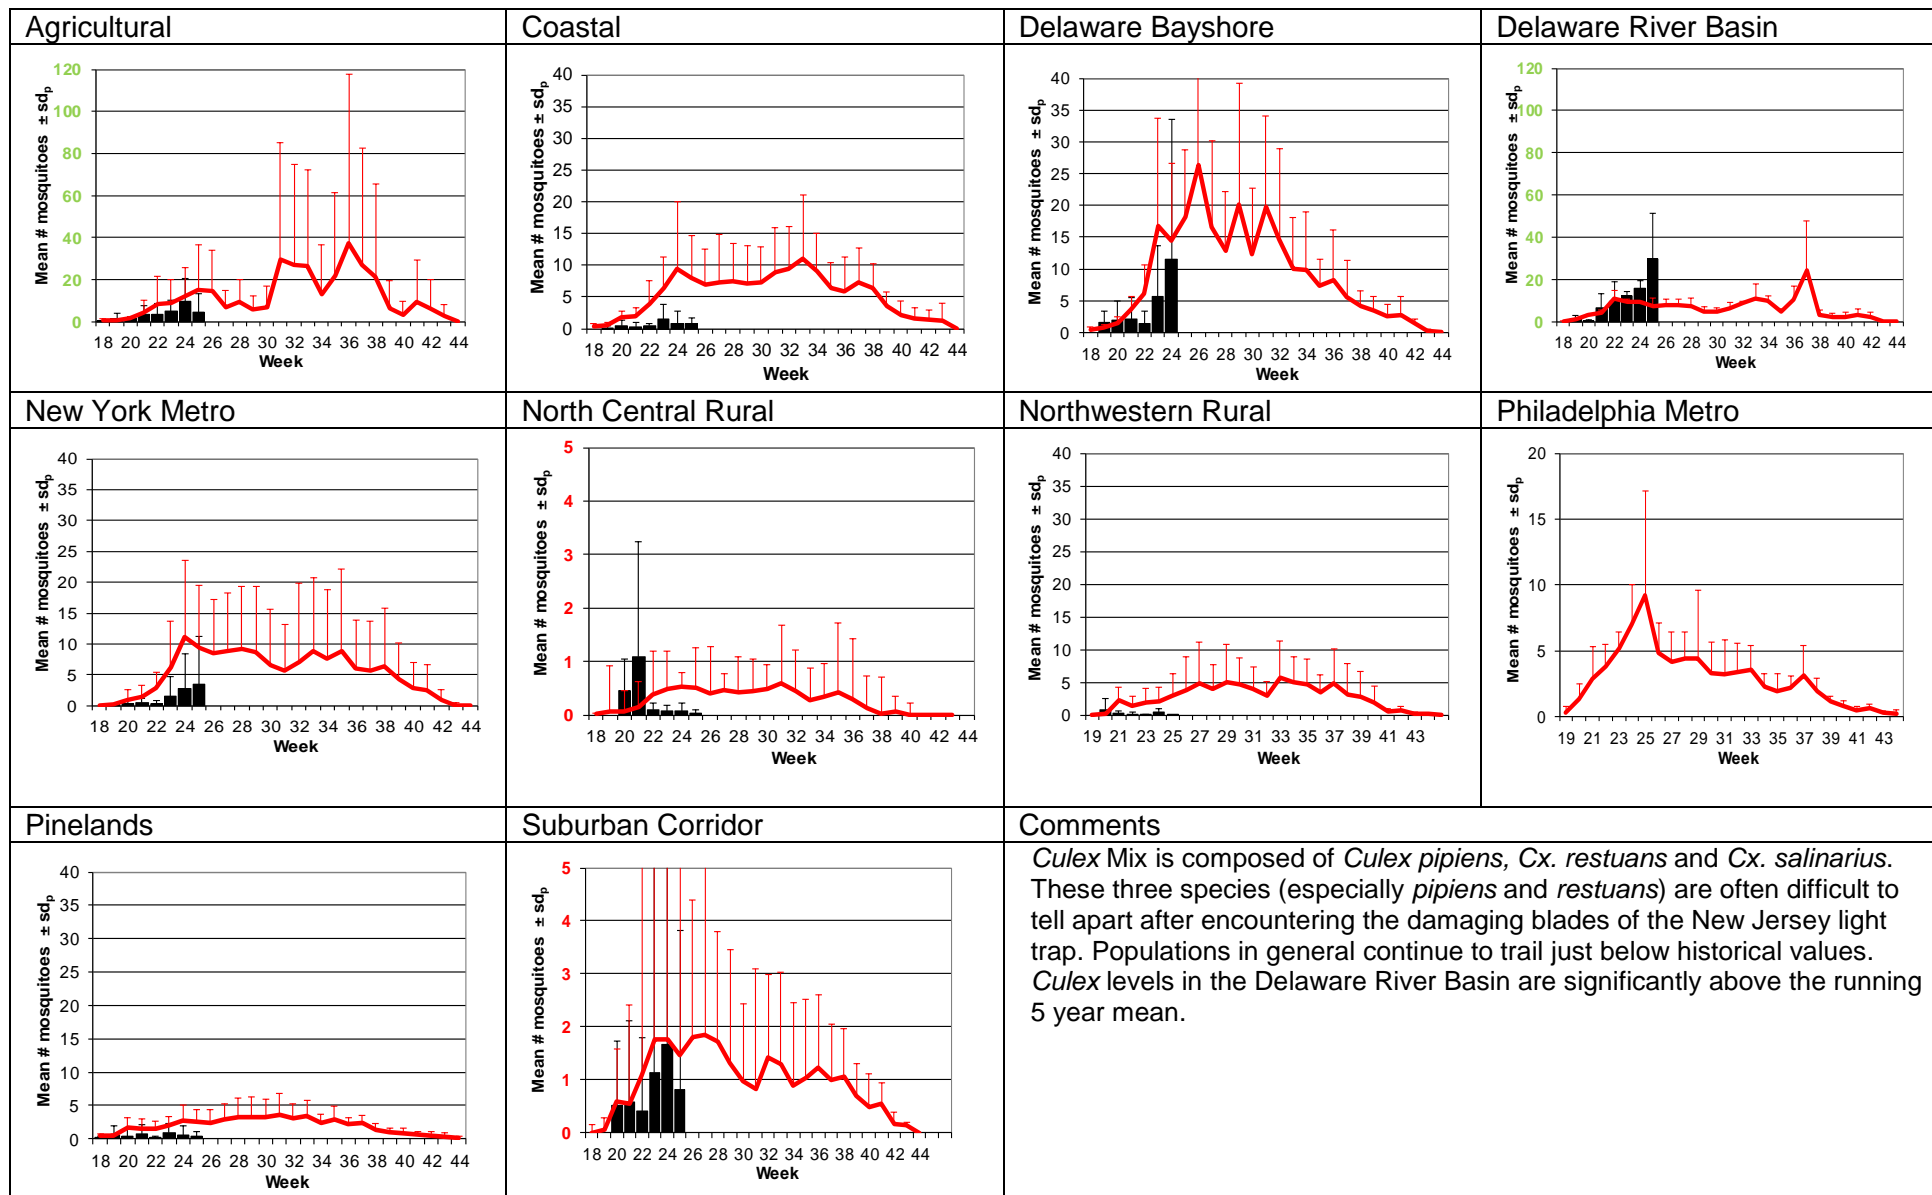 Agricultural
Mean # mosquitoes ± sdp
120
100
80
60
40
20
0
18 20 22 24 26 28 30 32 34 36 38 40 42 44
Week
Coastal
Mean # mosquitoes ± sdp
40
35
30
25
20
15
10
5
0
18 20 22 24 26 28 30 32 34 36 38 40 42 44
Week
Delaware Bayshore
Mean # mosquitoes ± sdp
40
35
30
25
20
15
10
5
0
18 20 22 24 26 28 30 32 34 36 38 40 42 44
Week
Delaware River Basin
Mean # mosquitoes ± sdp
120
100
80
60
40
20
0
18 20 22 24 26 28 30 32 34 36 38 40 42 44
Week
New York Metro
Mean # mosquitoes ± sdp
40
35
30
25
20
15
10
5
0
18 20 22 24 26 28 30 32 34 36 38 40 42 44
Week
North Central Rural
Mean # mosquitoes ± sdp
5
4
3
2
1
0
18 20 22 24 26 28 30 32 34 36 38 40 42 44
Week
Northwestern Rural
Mean # mosquitoes ± sdp
40
35
30
25
20
15
10
5
0
19 21 23 25 27 29 31 33 35 37 39 41 43
Week
Philadelphia Metro
Mean # mosquitoes ± sdp
20
15
10
5
0
19 21 23 25 27 29 31 33 35 37 39 41 43
Week
Pinelands
Mean # mosquitoes ± sdp
40
35
30
25
20
15
10
5
0
18 20 22 24 26 28 30 32 34 36 38 40 42 44
Week
Suburban Corridor
Mean # mosquitoes ± sdp
5
4
3
2
1
0
18 20 22 24 26 28 30 32 34 36 38 40 42 44
Week
Comments
Culex Mix is composed of Culex pipiens, Cx. restuans and Cx. salinarius.
These three species (especially pipiens and restuans) are often difficult to
tell apart after encountering the damaging blades of the New Jersey light
trap. Populations in general continue to trail just below historical values.
Culex levels in the Delaware River Basin are significantly above the running
5 year mean.